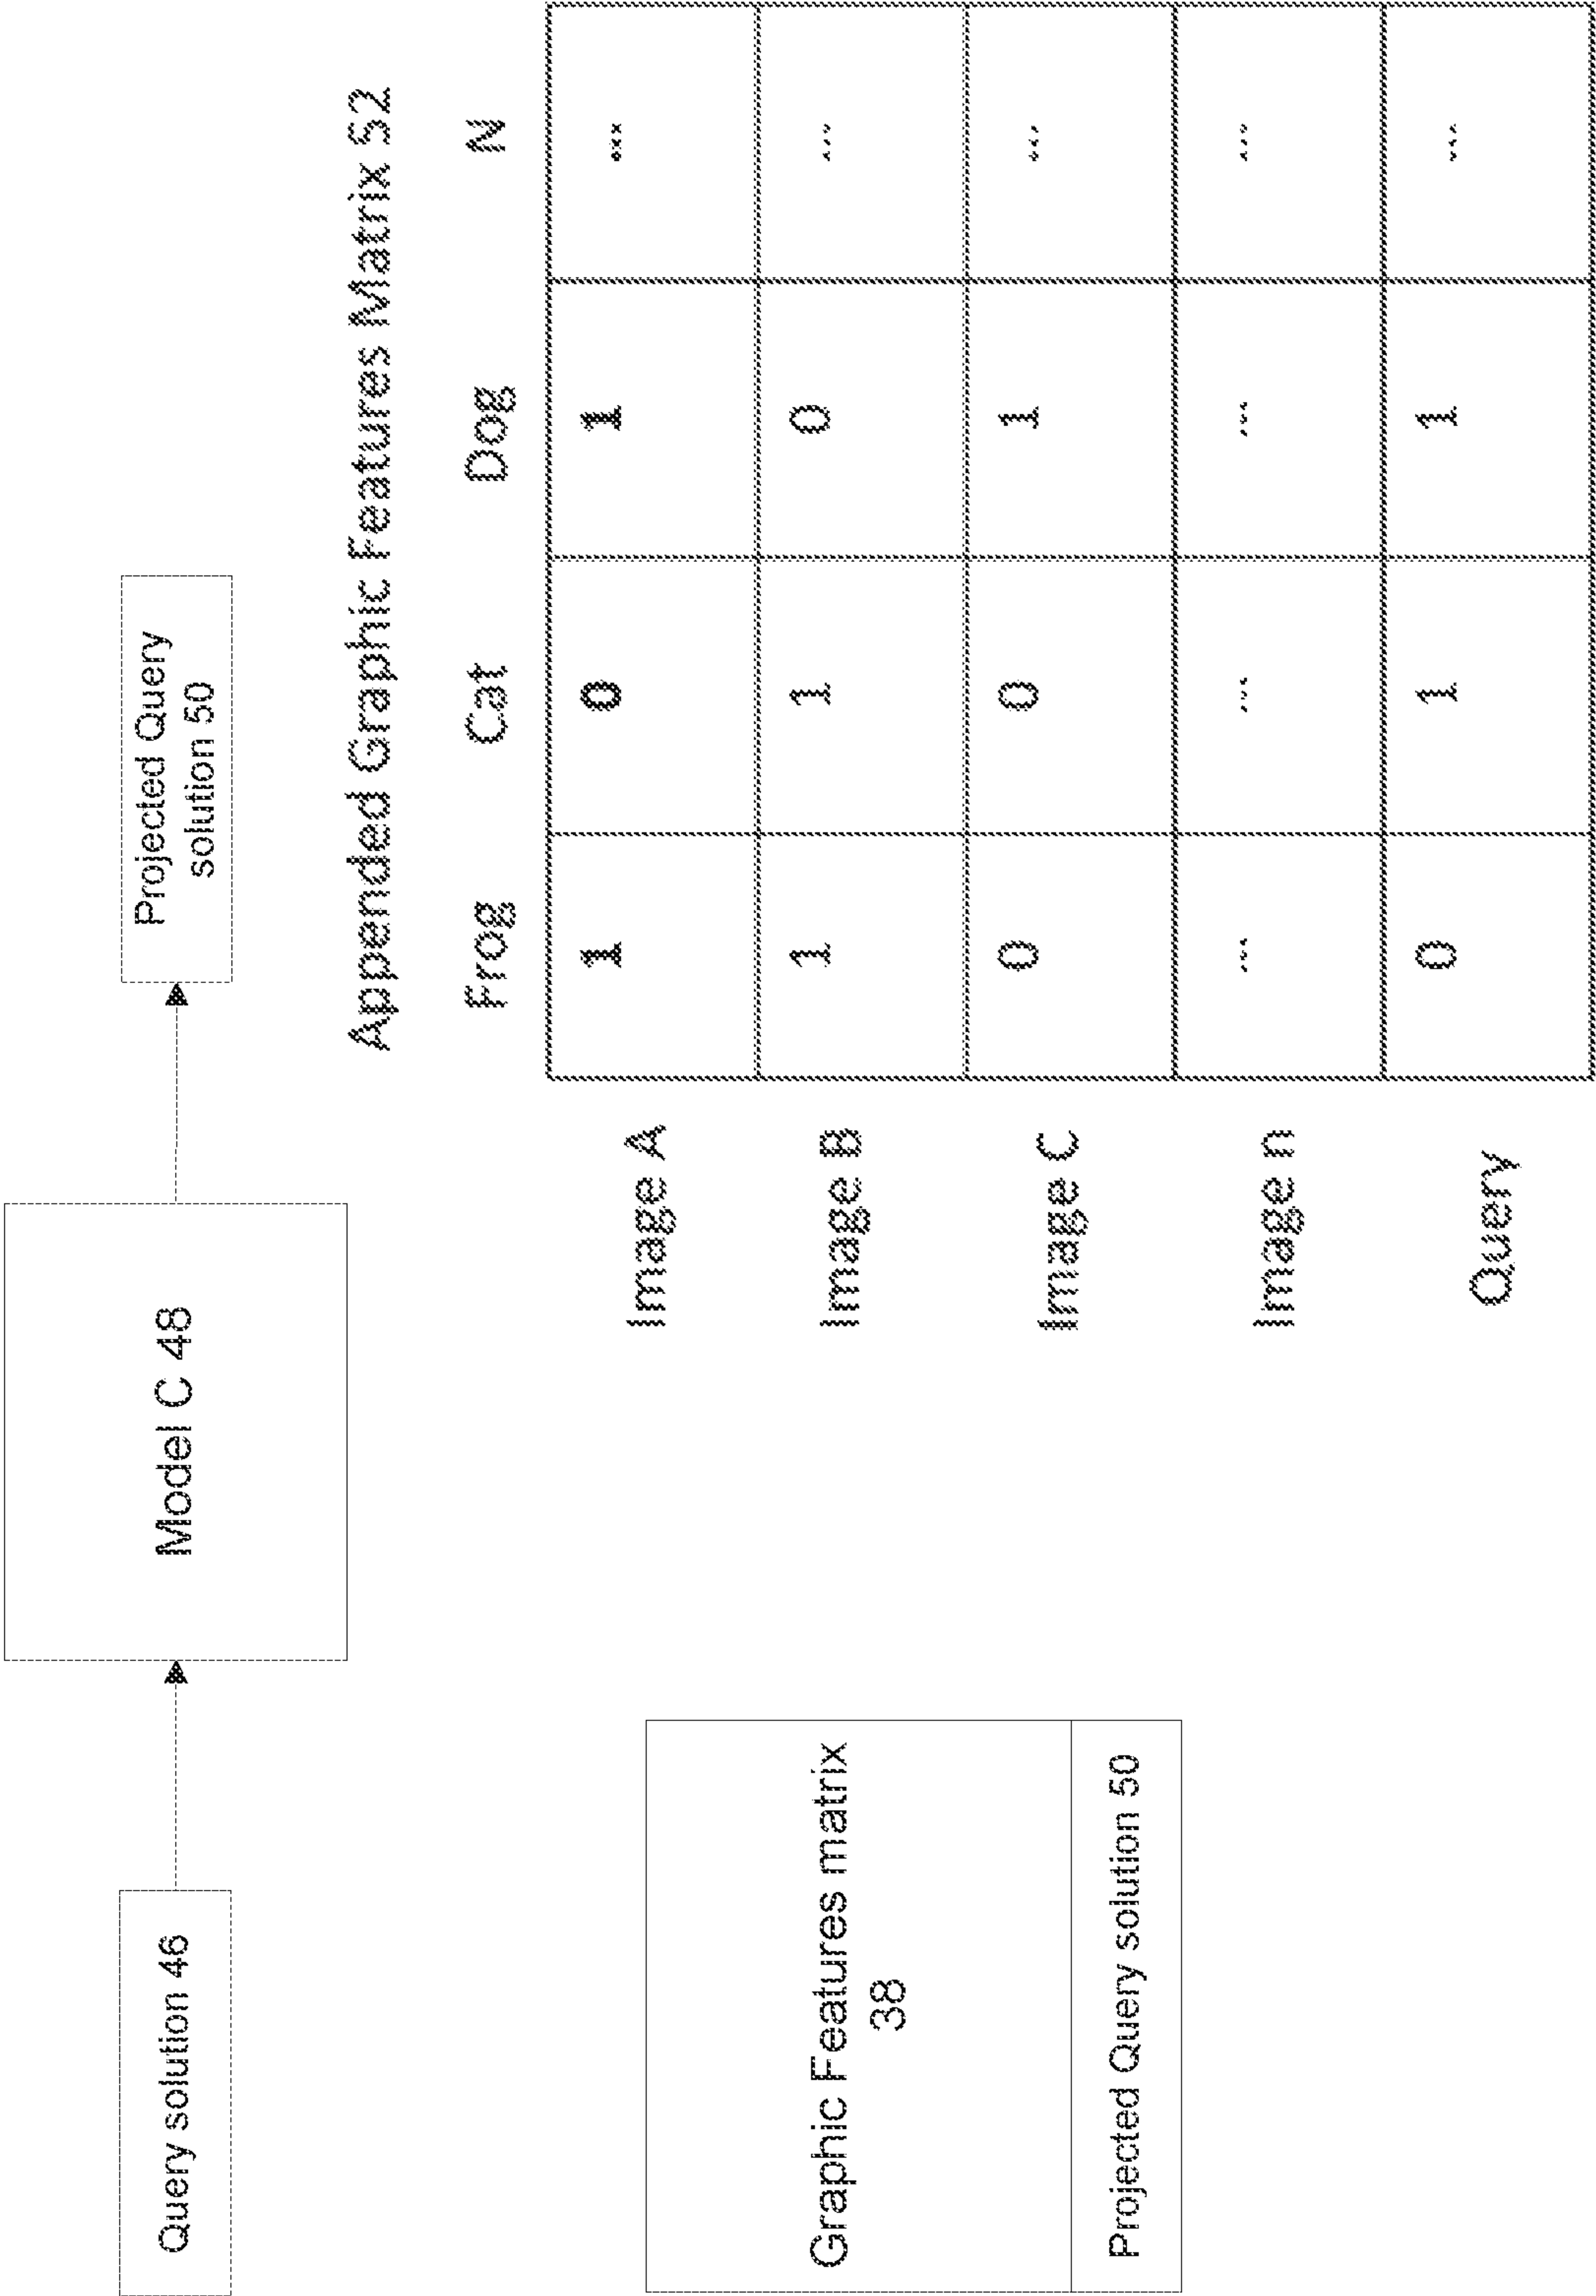 Query solution 46
Model C 48
Projected Query
solution 50
Graphic Features matrix
38
Projected Query solution 50
Appended Graphic Features Matrix 52
Frog Cat Dog N
Image A 1 0 1 ...
Image B 1 1 0 ...
Image C 0 0 1 ...
Image n ... ... ... ...
Query 0 1 1 ...